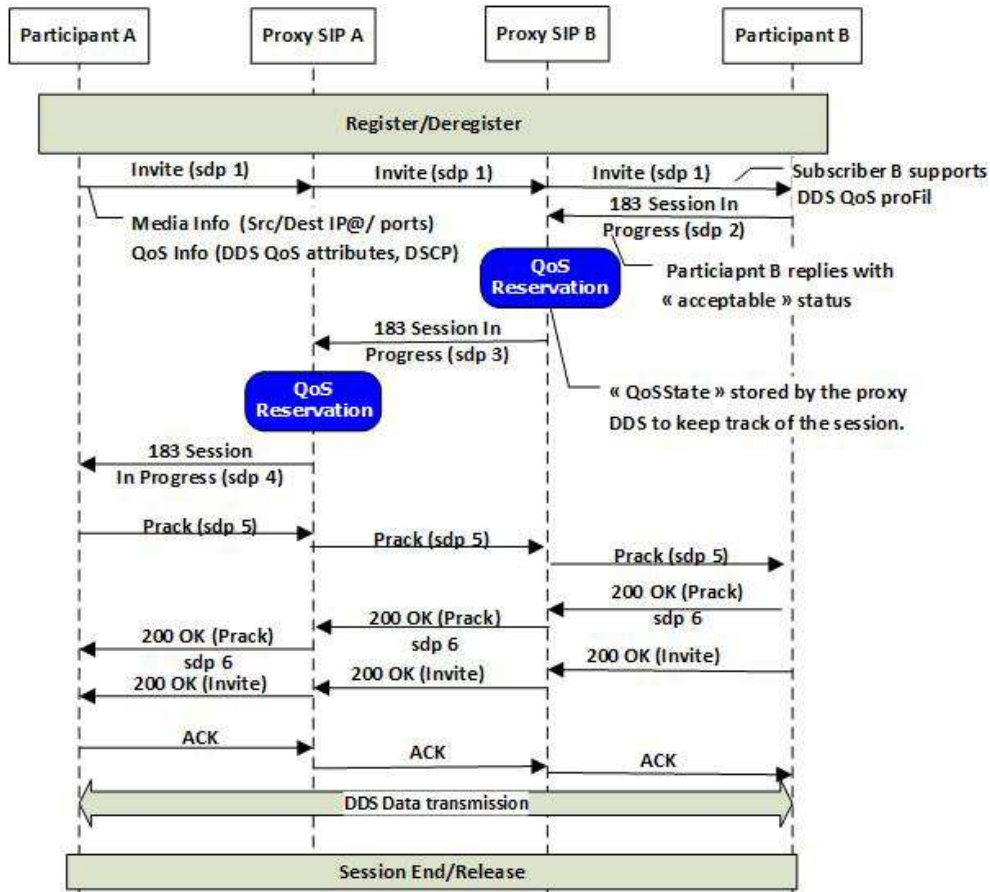 Participant A
Proxy SIP A
Proxy SIP B
Participant B
Register/Deregister
Invite (sdp 1)
Invite (sdp 1)
Invite (sdp 1)
Subscriber B supports
DDS QoS proFil
Media Info (Src/Dest IP@/ ports)
QoS Info (DDS QoS attributes, DSCP)
183 Session In
Progress (sdp 2)
QoS
Reservation
Particiapnt B replies with
« acceptable » status
183 Session In
Progress (sdp 3)
QoS
Reservation
« QoSState » stored by the proxy
DDS to keep track of the session.
183 Session
In Progress (sdp 4)
Prack (sdp 5)
Prack (sdp 5)
Prack (sdp 5)
200 OK (Prack)
sdp 6
200 OK (Prack)
sdp 6
200 OK (Prack)
sdp 6
200 OK (Invite)
200 OK (Invite)
200 OK (Invite)
ACK
ACK
ACK
DDS Data transmission
Session End/Release